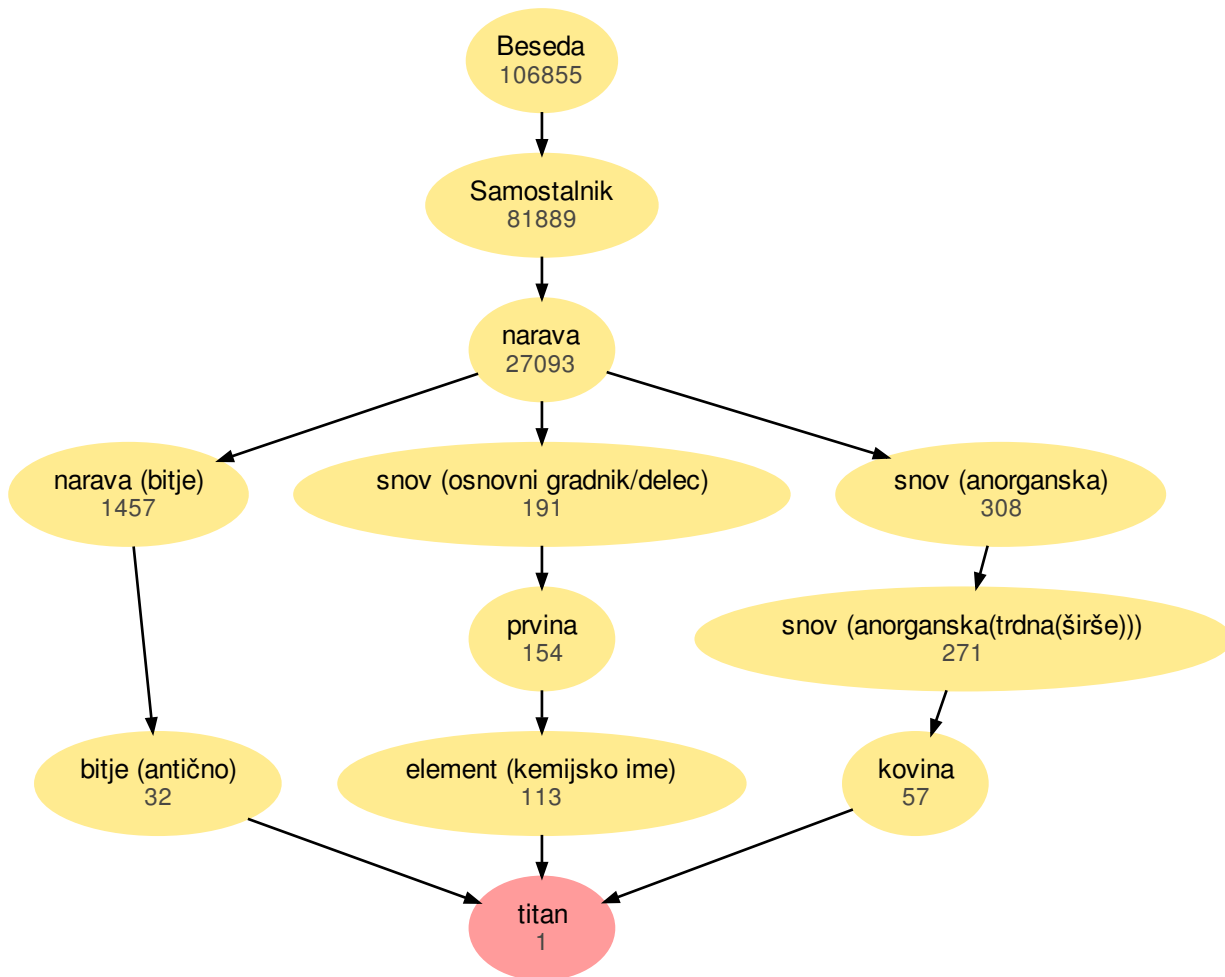 Beseda
106855
Samostalnik
81889
narava
27093
narava (bitje)
1457
snov (osnovni gradnik/delec)
191
snov (anorganska)
308
prvina
154
snov (anorganska(trdna(širše)))
271
bitje (antično)
32
element (kemijsko ime)
113
kovina
57
titan
1